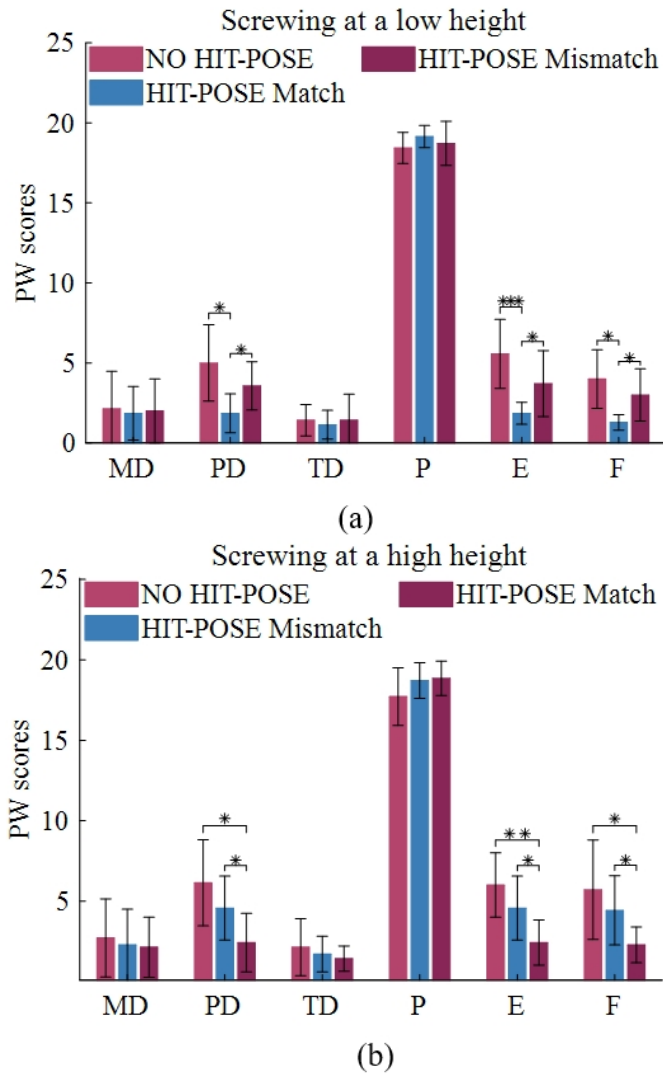 Screwing at a low height
25
NO HIT-POSE HIT-POSE Mismatch
HIT-POSE Match
20
15
PW scores
10
*** 
* * * * *
5
0
MD PD TD P E F
(a)
Screwing at a high height
25
NO HIT-POSE HIT-POSE Match
HIT-POSE Mismatch
20
15
PW scores
10
* ** *
* * *
5
MD PD TD P E F
(b)